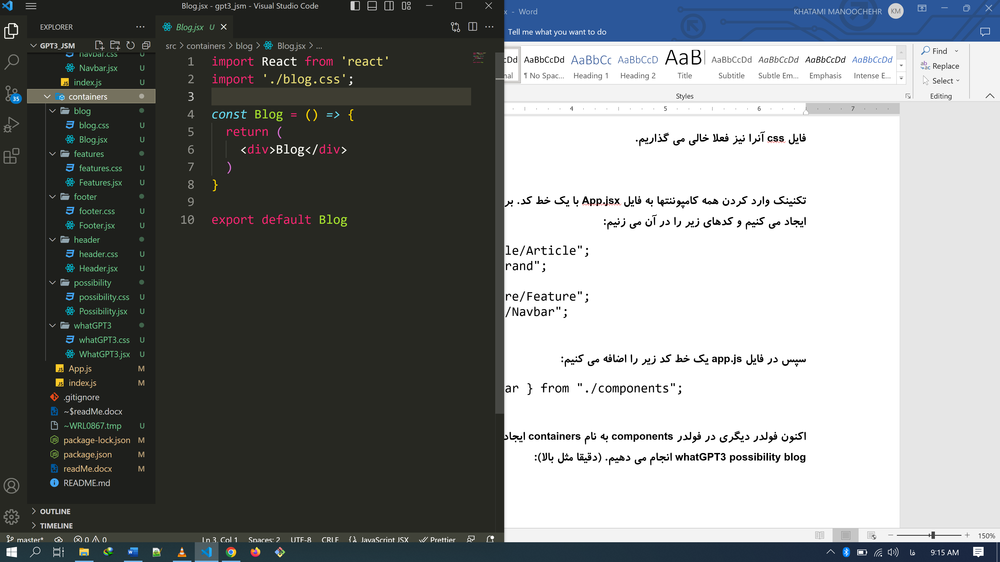 Blog.jsx - gpt3_jsm - Visual Studio Code
EXPLORER
GPT3_JSM
navbar.css U
Navbar.jsx U
JS index.js U
containers
blog
blog.css U
Blog.jsx U
features
features.css U
Features.jsx U
footer
footer.css U
Footer.jsx U
header
header.css U
Header.jsx U
possibility
possibility.css U
Possibility.jsx U
whatGPT3
whatGPT3.css U
WhatGPT3.jsx U
JS App.js M
JS index.js M
.gitignore
~$readMe.docx
~WRL0867.tmp U
package-lock.json M
package.json M
readMe.docx M
README.md
OUTLINE
TIMELINE
35
Blog.jsx U
src > containers > blog > Blog.jsx > ...
1 import React from 'react'
2 import './blog.css';
3
4 const Blog = () => {
5 return (
6 <div>Blog</div>
7 )
8 }
9
10 export default Blog
master* 0 0 Ln 3, Col 1 Spaces: 2 UTF-8 CRLF JavaScript JSX Prettier
x - Word
KHATAMI MANOOCHEHR KM
Tell me what you want to do
cDd AaBbCcDd AaBbCc AaBbCcD AaB AaBbCcDd AaBbCcDd AaBbCcDd AaBbCcDd
nal ¶ No Spac... Heading 1 Heading 2 Title Subtitle Subtle Em... Emphasis Intense E...
Styles
Find
Replace
Select
Editing
4 5 6 7
فایل css آنرا نیز فعلا خالی می گذاریم.
تکنینک وارد کردن همه کامپوننتها به فایل App.jsx با یک خط کد. بر
ایجاد می کنیم و کدهای زیر را در آن می زنیم:
le/Article";
rand";
re/Feature";
/Navbar";
سپس در فایل app.js یک خط کد زیر را اضافه می کنیم:
ar } from "./components";
اکنون فولدر دیگری در فولدر components به نام containers ایجاد
whatGPT3 possibility blog انجام می دهیم. (دقیقا مثل بالا):
150%
فا
9:15 AM